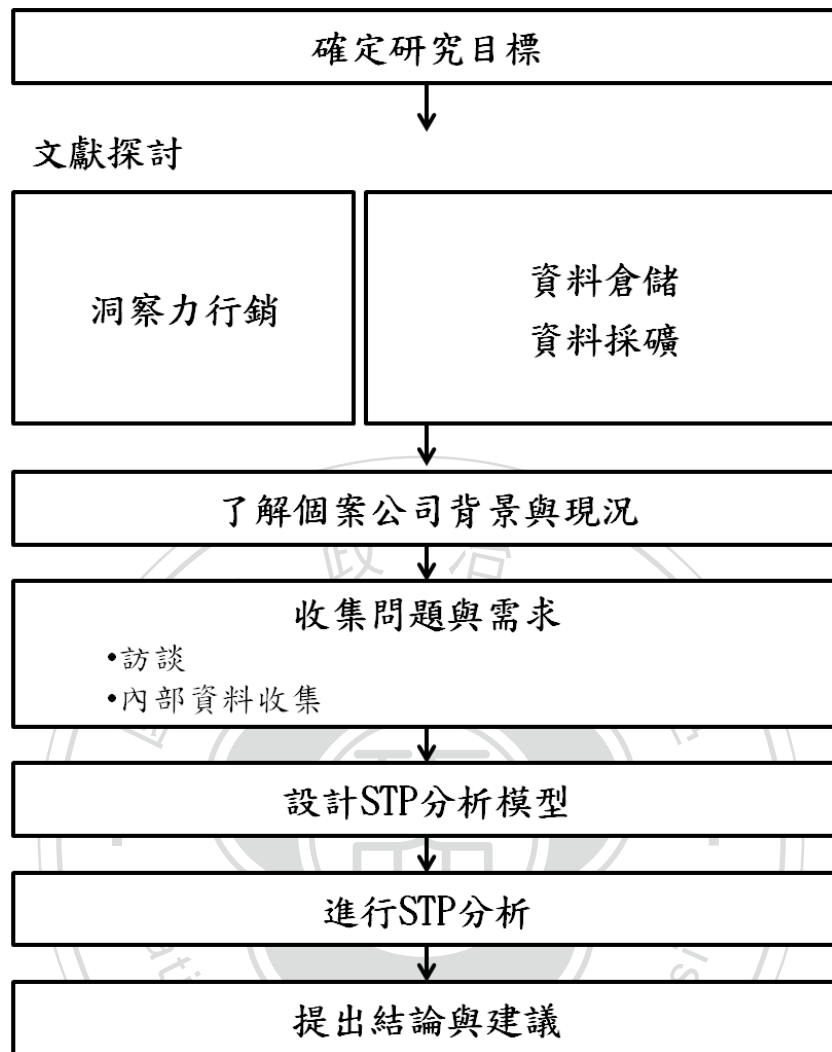 確定研究目標
文獻探討
洞察力行銷
資料倉儲
資料採礦
了解個案公司背景與現況
政治
收集問題與需求
•訪談
•內部資料收集
設計STP分析模型
進行STP分析
提出結論與建議